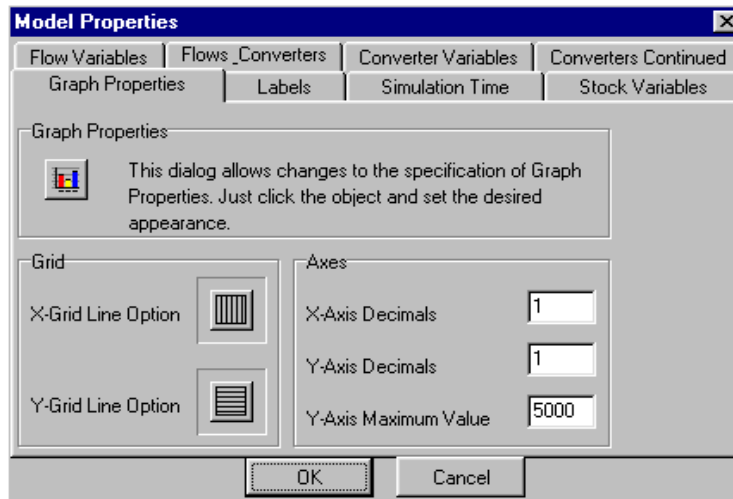 Model Properties
Flow Variables
Flows_Converters
Converter Variables
Converters Continued
Graph Properties
Labels
Simulation Time
Stock Variables
Graph Properties
This dialog allows changes to the specification of Graph
Properties. Just click the object and set the desired
appearance.
Grid
X-Grid Line Option
Y-Grid Line Option
Axes
X-Axis Decimals 1
Y-Axis Decimals 1
Y-Axis Maximum Value 5000
OK
Cancel